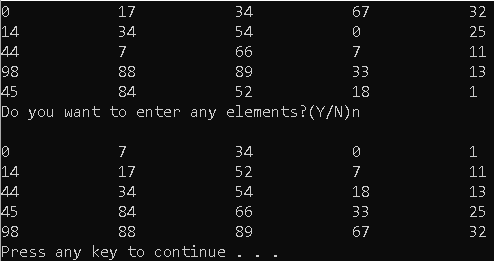 0 17 34 67 32
14 34 54 0 25
44 7 66 7 11
98 88 89 33 13
45 84 52 18 1
Do you want to enter any elements?(Y/N)n
0 7 34 0 1
14 17 52 7 11
44 34 54 18 13
45 84 66 33 25
98 88 89 67 32
Press any key to continue . . .